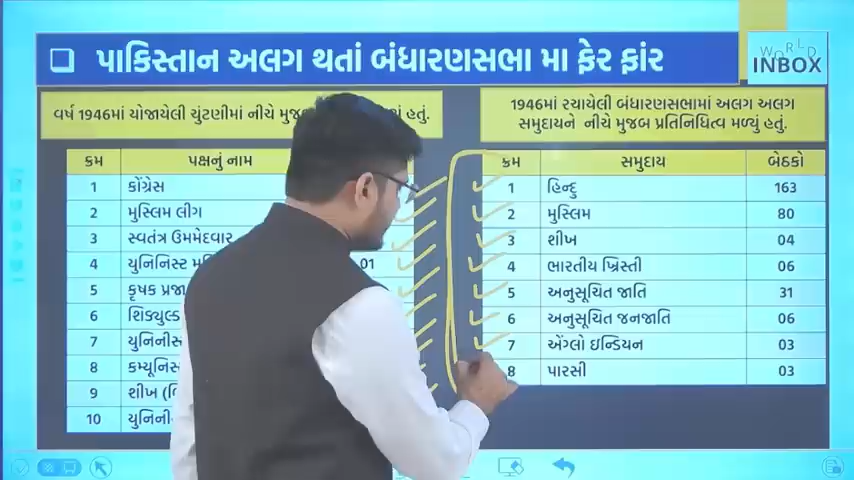 પાકિસ્તાન અલગ થતાં બંધારણસભા મા ફેર ફાંર
WORLD
INBOX
વર્ષ 1946માં યોજાયેલી ચુંટણીમાં નીચે મુજબ હતું.
1946માં રચાયેલી બંધારણસભામાં અલગ અલગ
સમુદાયને નીચે મુજબ પ્રતિનિધિત્વ મળ્યું હતું.
ક્રમ પક્ષનું નામ
1 કોંગ્રેસ
2 મુસ્લિમ લીગ
3 સ્વતંત્ર ઉમમેદવાર
4 યુનિનિસ્ટ 01
5 કૃષક પ્રજા
6
7
8
9 શીખ
10
ક્રમ સમુદાય બેઠકો
1 હિન્દુ 163
2 મુસ્લિમ 80
3 શીખ 04
4 ભારતીય ખ્રિસ્તી 06
5 અનુસૂચિત જાતિ 31
6 અનુસૂચિત જનજાતિ 06
7 એંગ્લો ઇન્ડિયન 03
8 પારસી 03